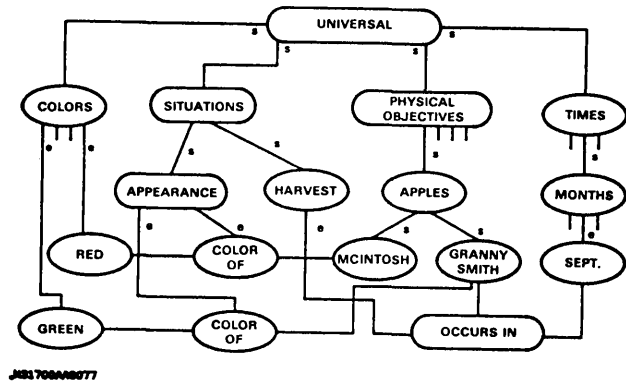 UNIVERSAL
s
s
s
s
COLORS
SITUATIONS
PHYSICAL
OBJECTIVES
TIMES
e
e
s
s
s
s
APPEARANCE
HARVEST
APPLES
MONTHS
e
e
e
s
s
e
RED
COLOR
OF
MCINTOSH
GRANNY
SMITH
SEPT.
GREEN
COLOR
OF
OCCURS IN